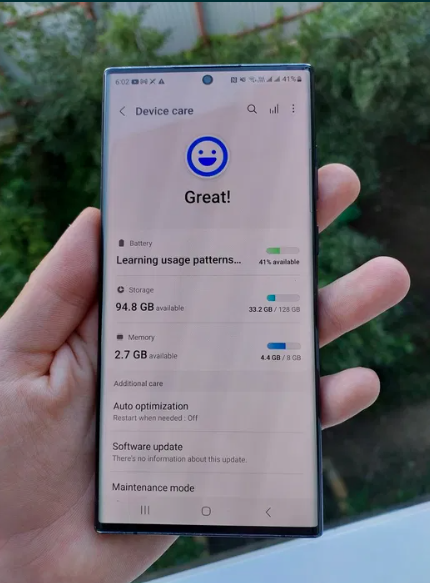 6:02 41%
Device care
Great!
Battery
Learning usage patterns...
41% available
Storage
94.8 GB available
33.2 GB / 128 GB
Memory
2.7 GB available
4.4 GB / 8 GB
Additional care
Auto optimization
Restart when needed : Off
Software update
There's no information about this update.
Maintenance mode